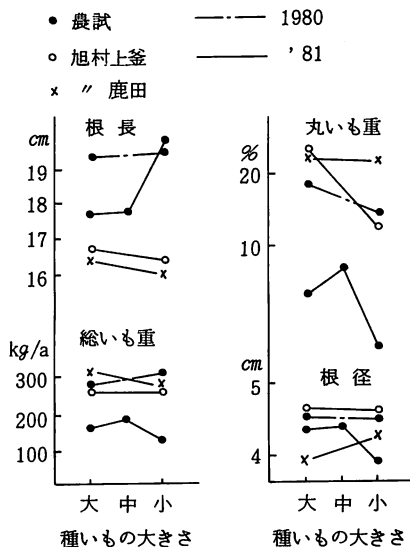 ● 農試 —・— 1980
○ 旭村上釜 —— '81
× 〃 鹿田
cm 根長
19
18
17
16
kg/a 総いも重
300
200
100
大 中 小
種いもの大きさ
丸いも重
%
20
10
cm 根径
5
4
大 中 小
種いもの大きさ